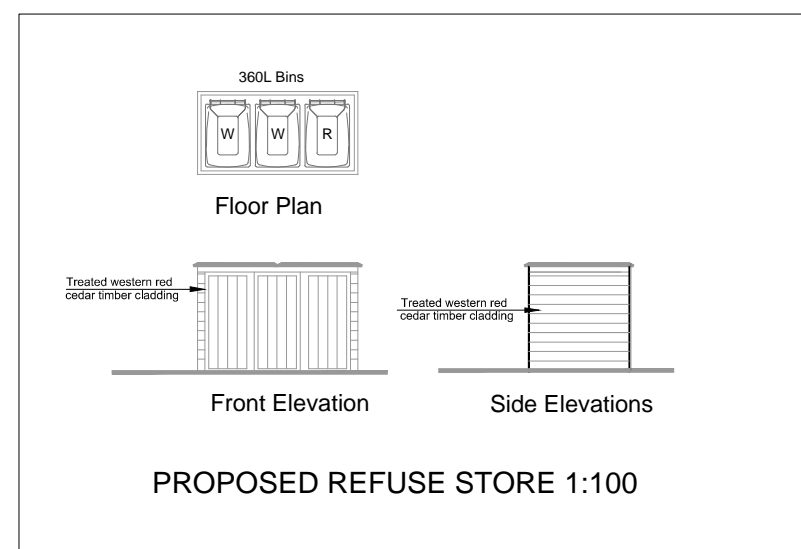 360L Bins
W W R
Floor Plan
Treated western red
cedar timber cladding
Treated western red
cedar timber cladding
Front Elevation
Side Elevations
PROPOSED REFUSE STORE 1:100